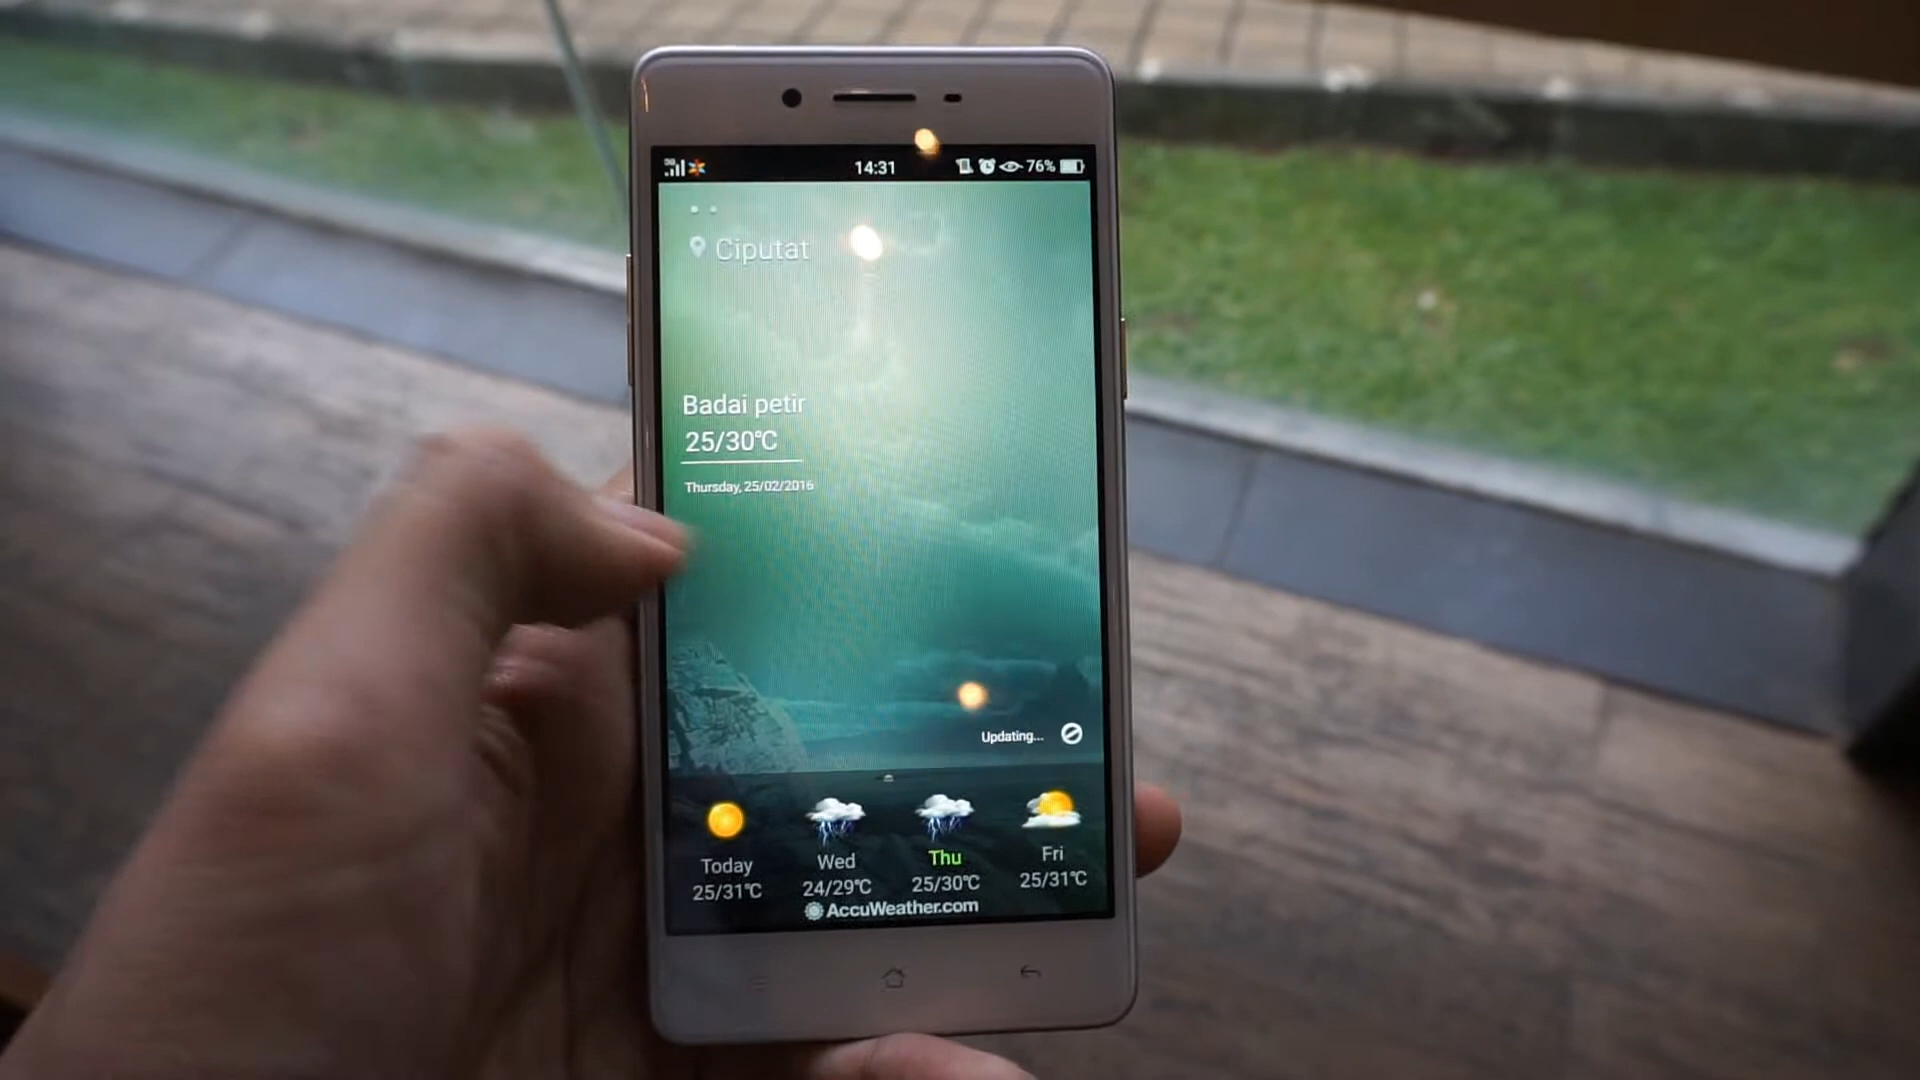 14:31 76%
Ciputat
Badai petir
25/30°C
Thursday, 25/02/2016
Updating...
Today Wed Thu Fri
25/31°C 24/29°C 25/30°C 25/31°C
AccuWeather.com